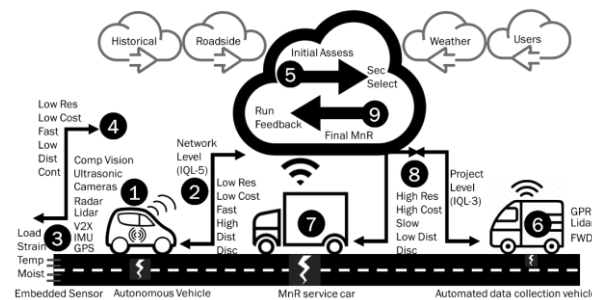 Historical
Roadside
Weather
Users
Initial Assess
5
Sec
Select
9
Run
Feedback
Final MnR
Low Res
Low Cost
Fast
Low
Dist
Cont
4
Comp Vision
Ultrasonic
Cameras
Radar
Lidar
V2X
IMU
GPS
1
Network
Level
(IQL-5)
2
Low Res
Low Cost
Fast
High
Dist
Disc
7
8
High Res
High Cost
Slow
Low Dist
Disc
Project
Level
(IQL-3)
6
GPR
Lidar
FWD
Load
Strain
3
Temp
Moist
Embedded Sensor
Autonomous Vehicle
MnR service car
Automated data collection vehicle